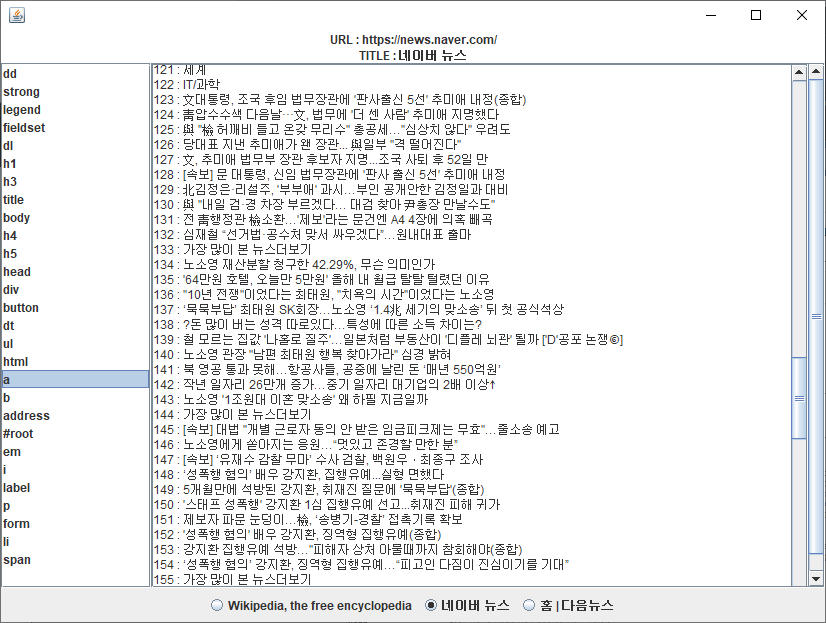 URL : https://news.naver.com/
TITLE : 네이버 뉴스
dd
strong
legend
fieldset
dl
h1
h3
title
body
h4
h5
head
div
button
dt
ul
html
a
b
address
#root
em
i
label
p
form
li
span
121 : 세계
122 : IT/과학
123 : 文대통령, 조국 후임 법무장관에 '판사출신 5선' 추미애 내정(종합)
124 : 靑압수수색 다음날…文, 법무에 '더 센 사람' 추미애 지명했다
125 : 與 "檢 허깨비 들고 온갖 무리수" 총공세…"심상치 않다" 우려도
126 : 당대표 지낸 추미애가 왠 장관... 與일부 "격 떨어진다"
127 : 文, 추미애 법무부 장관 후보자 지명...조국 사퇴 후 52일 만
128 : [속보] 문 대통령, 신임 법무장관에 '판사 출신 5선' 추미애 내정
129 : 北김정은·리설주, '부부애' 과시…부인 공개안한 김정일과 대비
130 : 與 "내일 검·경 차장 부르겠다… 대검 찾아 尹총장 만날수도"
131 : 전 靑행정관 檢소환…'제보'라는 문건엔 A4 4장에 의혹 빼곡
132 : 심재철 “선거법·공수처 맞서 싸우겠다”…원내대표 출마
133 : 가장 많이 본 뉴스더보기
134 : 노소영 재산분할 청구한 42.29%, 무슨 의미인가
135 : '64만원 호텔, 오늘만 5만원' 올해 내 월급 탈탈 털렸던 이유
136 : "10년 전쟁"이었다는 최태원, "치욕의 시간"이었다는 노소영
137 : ‘묵묵부답’ 최태원 SK회장…노소영 ‘1.4兆 세기의 맞소송’ 뒤 첫 공식석상
138 : ?돈 많이 버는 성격 따로있다…특성에 따른 소득 차이는?
139 : 철 모르는 집값 '나홀로 질주'…일본처럼 부동산이 '디플레 뇌관' 될까 ['D'공포 논쟁⑥]
140 : 노소영 관장 "남편 최태원 행복 찾아가라" 심경 밝혀
141 : 북 영공 통과 못해…항공사들, 공중에 날린 돈 ‘매년 550억원’
142 : 작년 일자리 26만개 증가…중기 일자리 대기업의 2배 이상↑
143 : 노소영 '1조원대 이혼 맞소송' 왜 하필 지금일까
144 : 가장 많이 본 뉴스더보기
145 : [속보] 대법 "개별 근로자 동의 안 받은 임금피크제는 무효"…줄소송 예고
146 : 노소영에게 쏟아지는 응원…“멋있고 존경할 만한 분”
147 : [속보] ‘유재수 감찰 무마’ 수사 검찰, 백원우ㆍ최종구 조사
148 : ‘성폭행 혐의’ 배우 강지환, 집행유예...실형 면했다
149 : 5개월만에 석방된 강지환, 취재진 질문에 '묵묵부답'(종합)
150 : '스태프 성폭행' 강지환 1심 집행유예 선고...취재진 피해 귀가
151 : 제보자 파문 눈덩이…檢, ‘송병기-경찰’ 접촉기록 확보
152 : '성폭행 혐의' 배우 강지환, 징역형 집행유예(종합)
153 : 강지환 집행유예 석방…"피해자 상처 아물때까지 참회해야(종합)
154 : ‘성폭행 혐의’ 강지환, 징역형 집행유예…“피고인 다짐이 진심이기를 기대”
155 : 가장 많이 본 뉴스더보기
Wikipedia, the free encyclopedia 네이버 뉴스 홈 | 다음뉴스